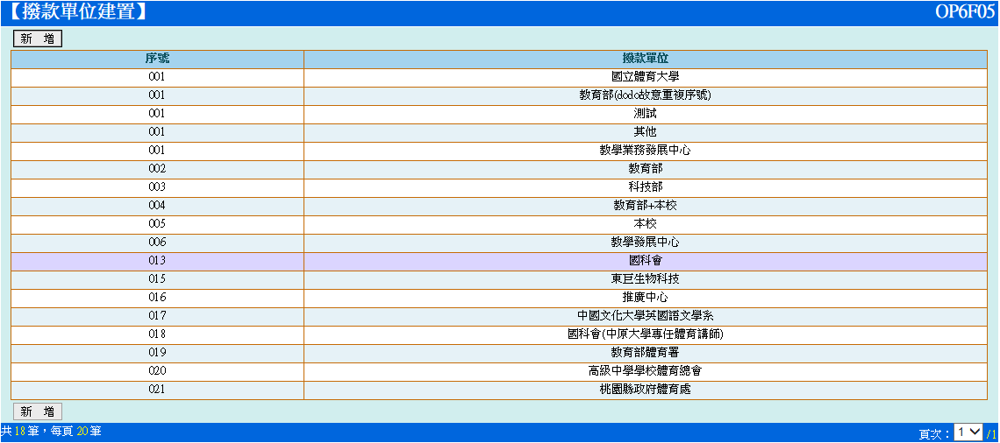 【撥款單位建置】 OP6F05
新 增
序號 撥款單位
001 國立體育大學
001 教育部(dodo故意重複序號)
001 測試
001 其他
001 教學業務發展中心
002 教育部
003 科技部
004 教育部+本校
005 本校
006 教學發展中心
013 國科會
015 東巨生物科技
016 推廣中心
017 中國文化大學英國語文學系
018 國科會(中原大學專任體育講師)
019 教育部體育署
020 高級中學學校體育總會
021 桃園縣政府體育處
新 增
共18筆，每頁20筆 頁次：1 /1